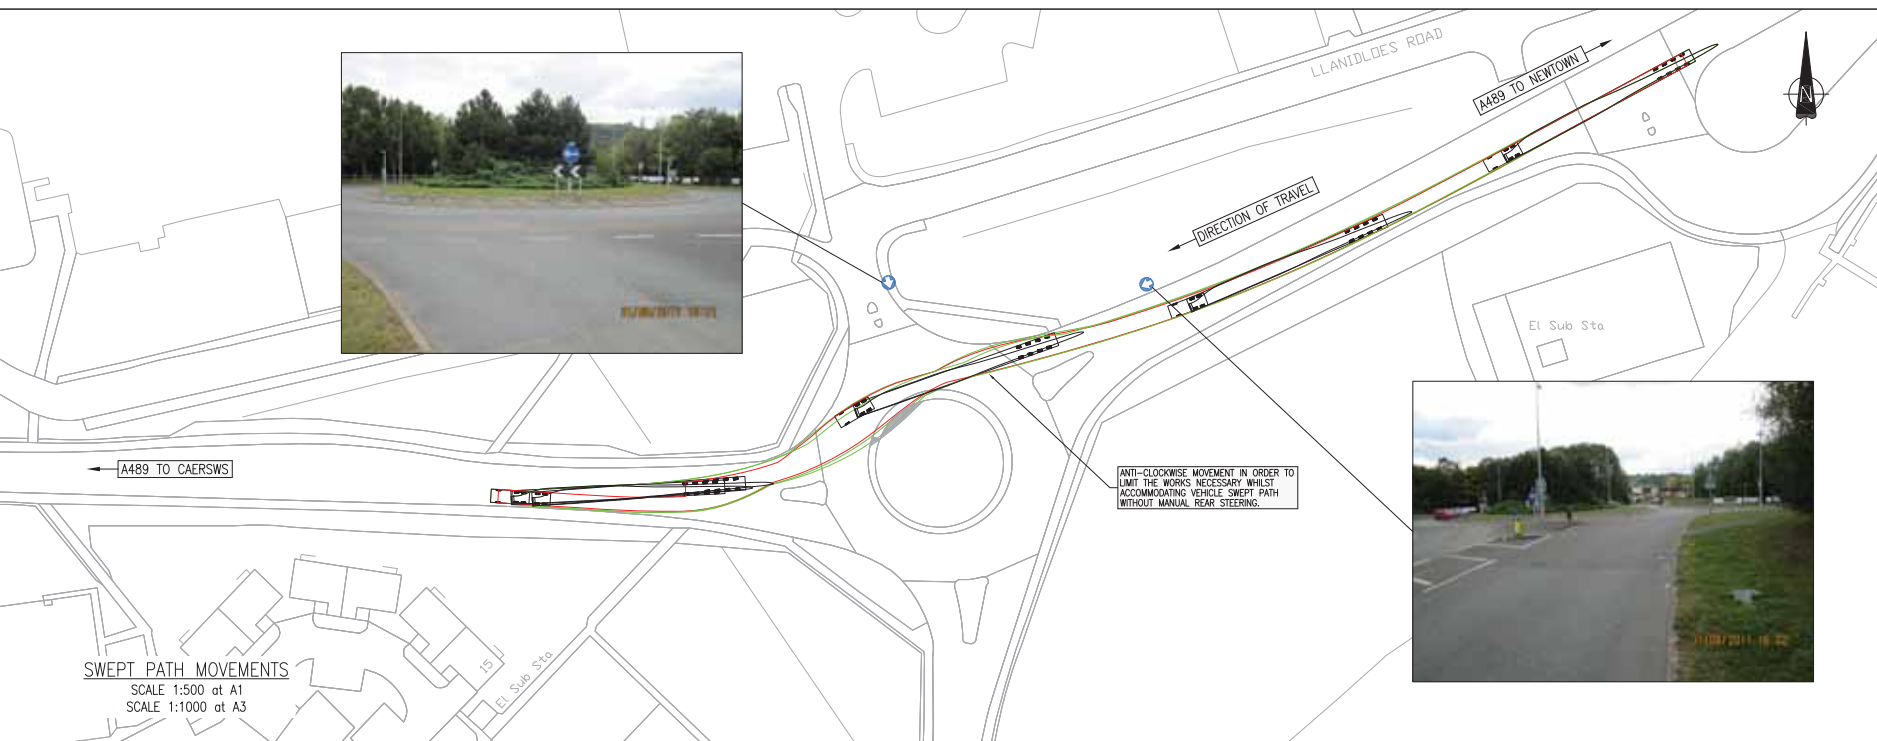 LLANIDLOES ROAD
A489 TO NEWTOWN
N
DIRECTION OF TRAVEL
El Sub Sta
A489 TO CAERSWS
ANTI-CLOCKWISE MOVEMENT IN ORDER TO
LIMIT THE WORKS NECESSARY WHILST
ACCOMMODATING VEHICLE SWEPT PATH
WITHOUT MANUAL REAR STEERING.
15
El Sub Sta
SWEPT PATH MOVEMENTS
SCALE 1:500 at A1
SCALE 1:1000 at A3